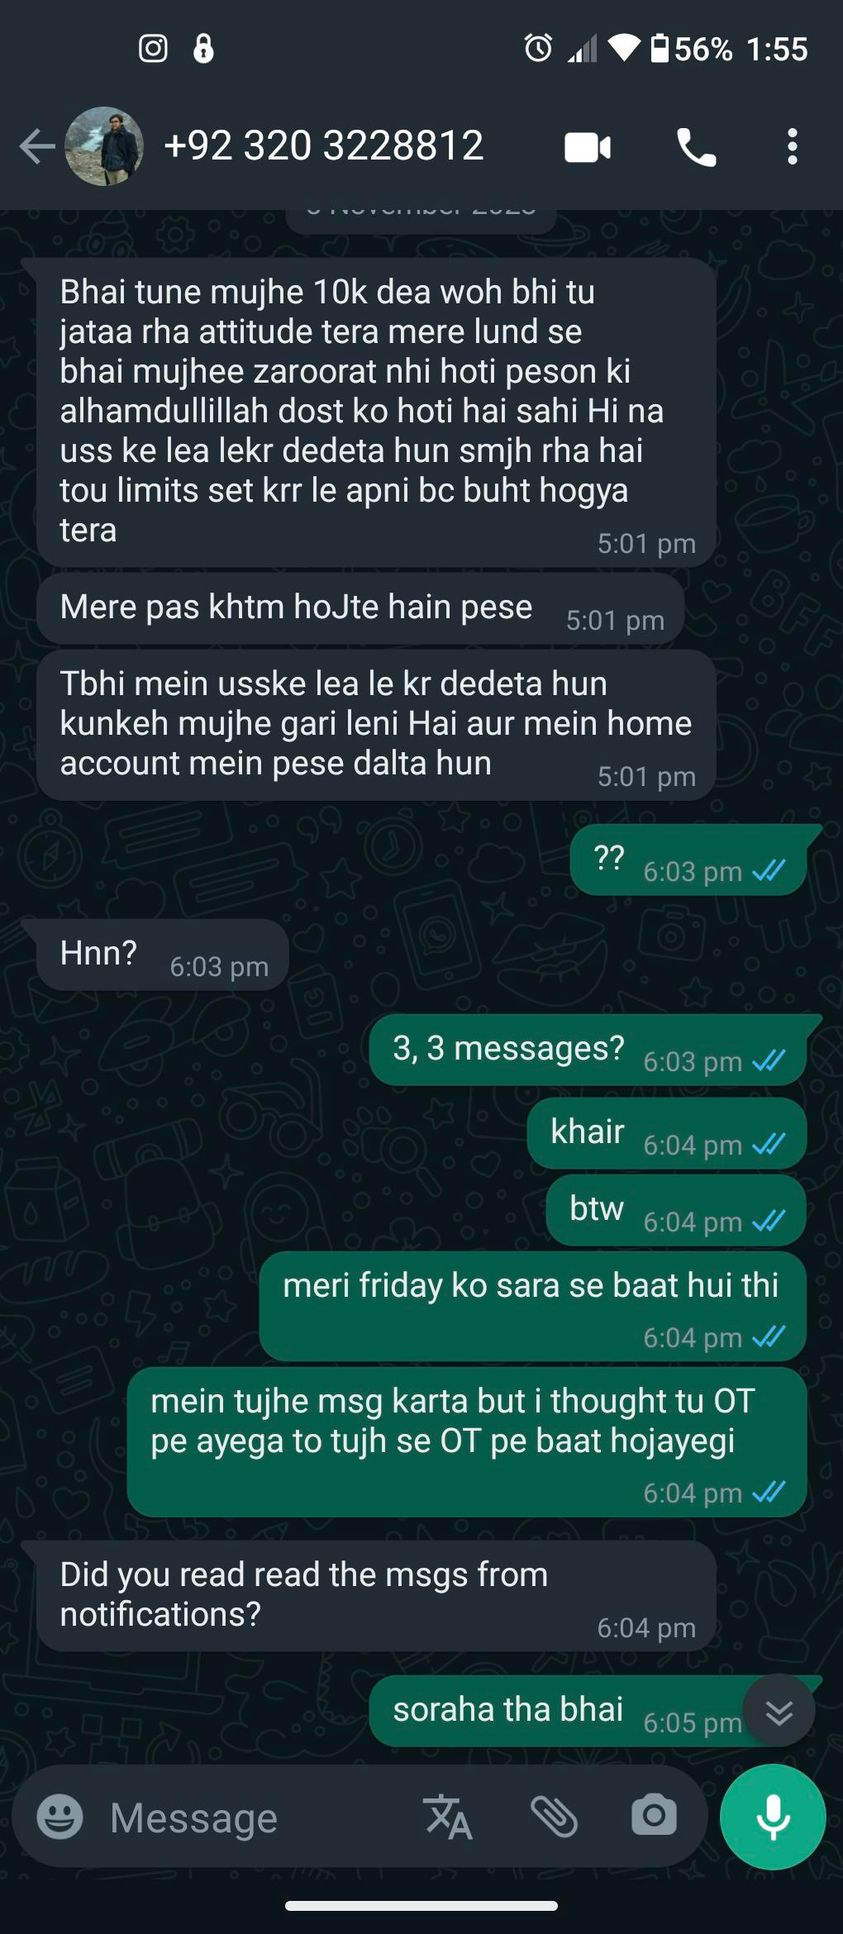 56% 1:55
+92 320 3228812
Bhai tune mujhe 10k dea woh bhi tu
jataa rha attitude tera mere lund se
bhai mujhee zaroorat nhi hoti peson ki
alhamdullillah dost ko hoti hai sahi Hi na
uss ke lea lekr dedeta hun smjh rha hai
tou limits set krr le apni bc buht hogya
tera
5:01 pm
Mere pas khtm hoJte hain pese 5:01 pm
Tbhi mein usske lea le kr dedeta hun
kunkeh mujhe gari leni Hai aur mein home
account mein pese dalta hun
5:01 pm
?? 6:03 pm
Hnn? 6:03 pm
3, 3 messages? 6:03 pm
khair 6:04 pm
btw 6:04 pm
meri friday ko sara se baat hui thi
6:04 pm
mein tujhe msg karta but i thought tu OT
pe ayega to tujh se OT pe baat hojayegi
6:04 pm
Did you read read the msgs from
notifications?
6:04 pm
soraha tha bhai 6:05 pm
Message